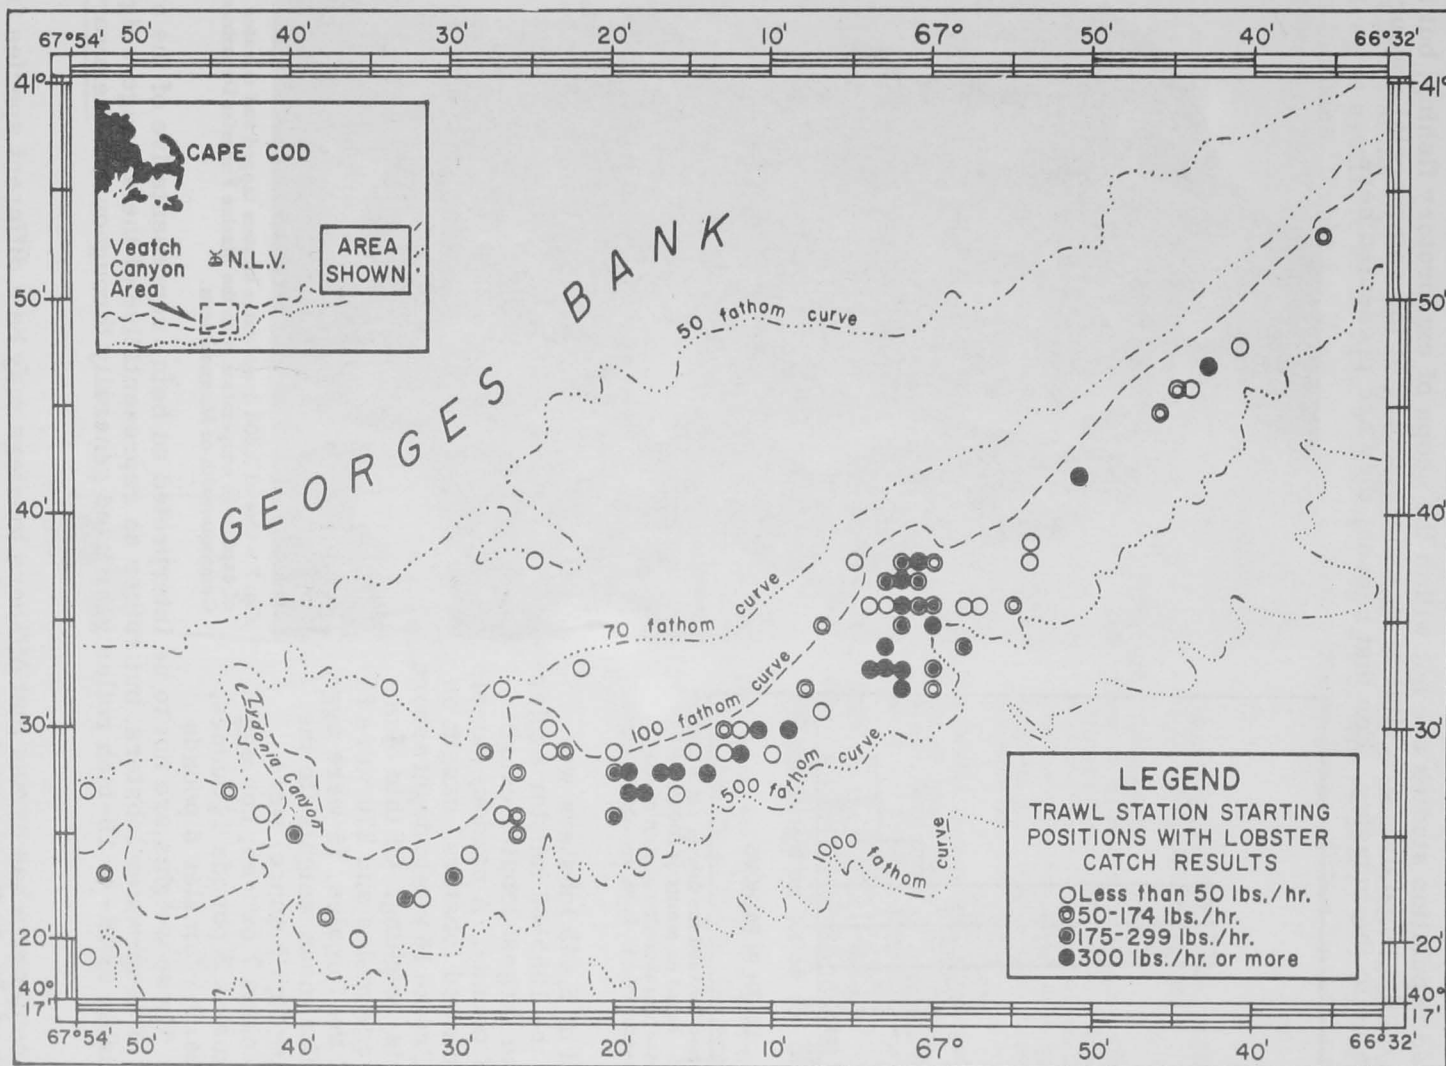 67°54' 50' 40' 30' 20' 10' 67° 50' 40' 66°32'
41° 41°
CAPE COD
Veatch
Canyon
Area
N.L.V.
AREA
SHOWN
GEORGES BANK
50 fathom curve
50' 50'
40' 40'
70 fathom curve
100 fathom curve
Lydonia Canyon
500 fathom curve
1000 fathom curve
30' 30'
20' 20'
LEGEND
TRAWL STATION STARTING
POSITIONS WITH LOBSTER
CATCH RESULTS
Less than 50 lbs./hr.
50-174 lbs./hr.
175-299 lbs./hr.
300 lbs./hr. or more
40° 40°
17' 17'
67°54' 50' 40' 30' 20' 10' 67° 50' 40' 66°32'